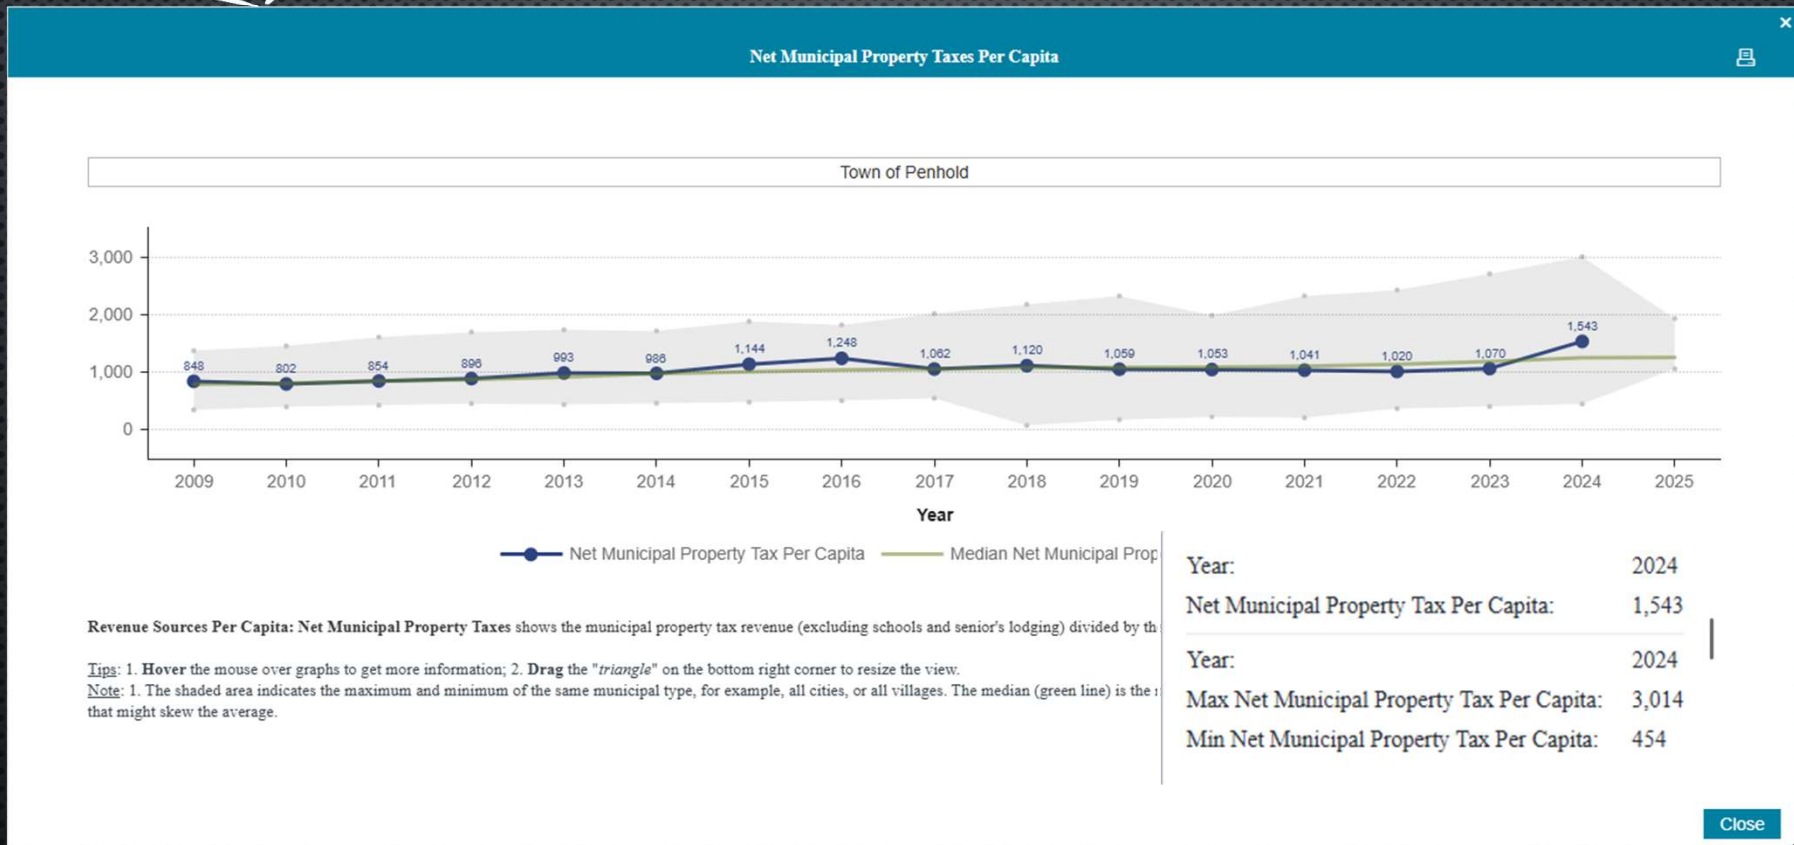 Net Municipal Property Taxes Per Capita
Town of Penhold
3,000
2,000
1,000
0
848 802 854 896 993 986 1,144 1,248 1,062 1,120 1,059 1,053 1,041 1,020 1,070 1,543
2009 2010 2011 2012 2013 2014 2015 2016 2017 2018 2019 2020 2021 2022 2023 2024 2025
Year
Net Municipal Property Tax Per Capita Median Net Municipal Prop
Revenue Sources Per Capita: Net Municipal Property Taxes shows the municipal property tax revenue (excluding schools and senior's lodging) divided by th
Tips: 1. Hover the mouse over graphs to get more information; 2. Drag the "triangle" on the bottom right corner to resize the view.
Note: 1. The shaded area indicates the maximum and minimum of the same municipal type, for example, all cities, or all villages. The median (green line) is the
that might skew the average.
Year: 2024
Net Municipal Property Tax Per Capita: 1,543
Year: 2024
Max Net Municipal Property Tax Per Capita: 3,014
Min Net Municipal Property Tax Per Capita: 454
Close